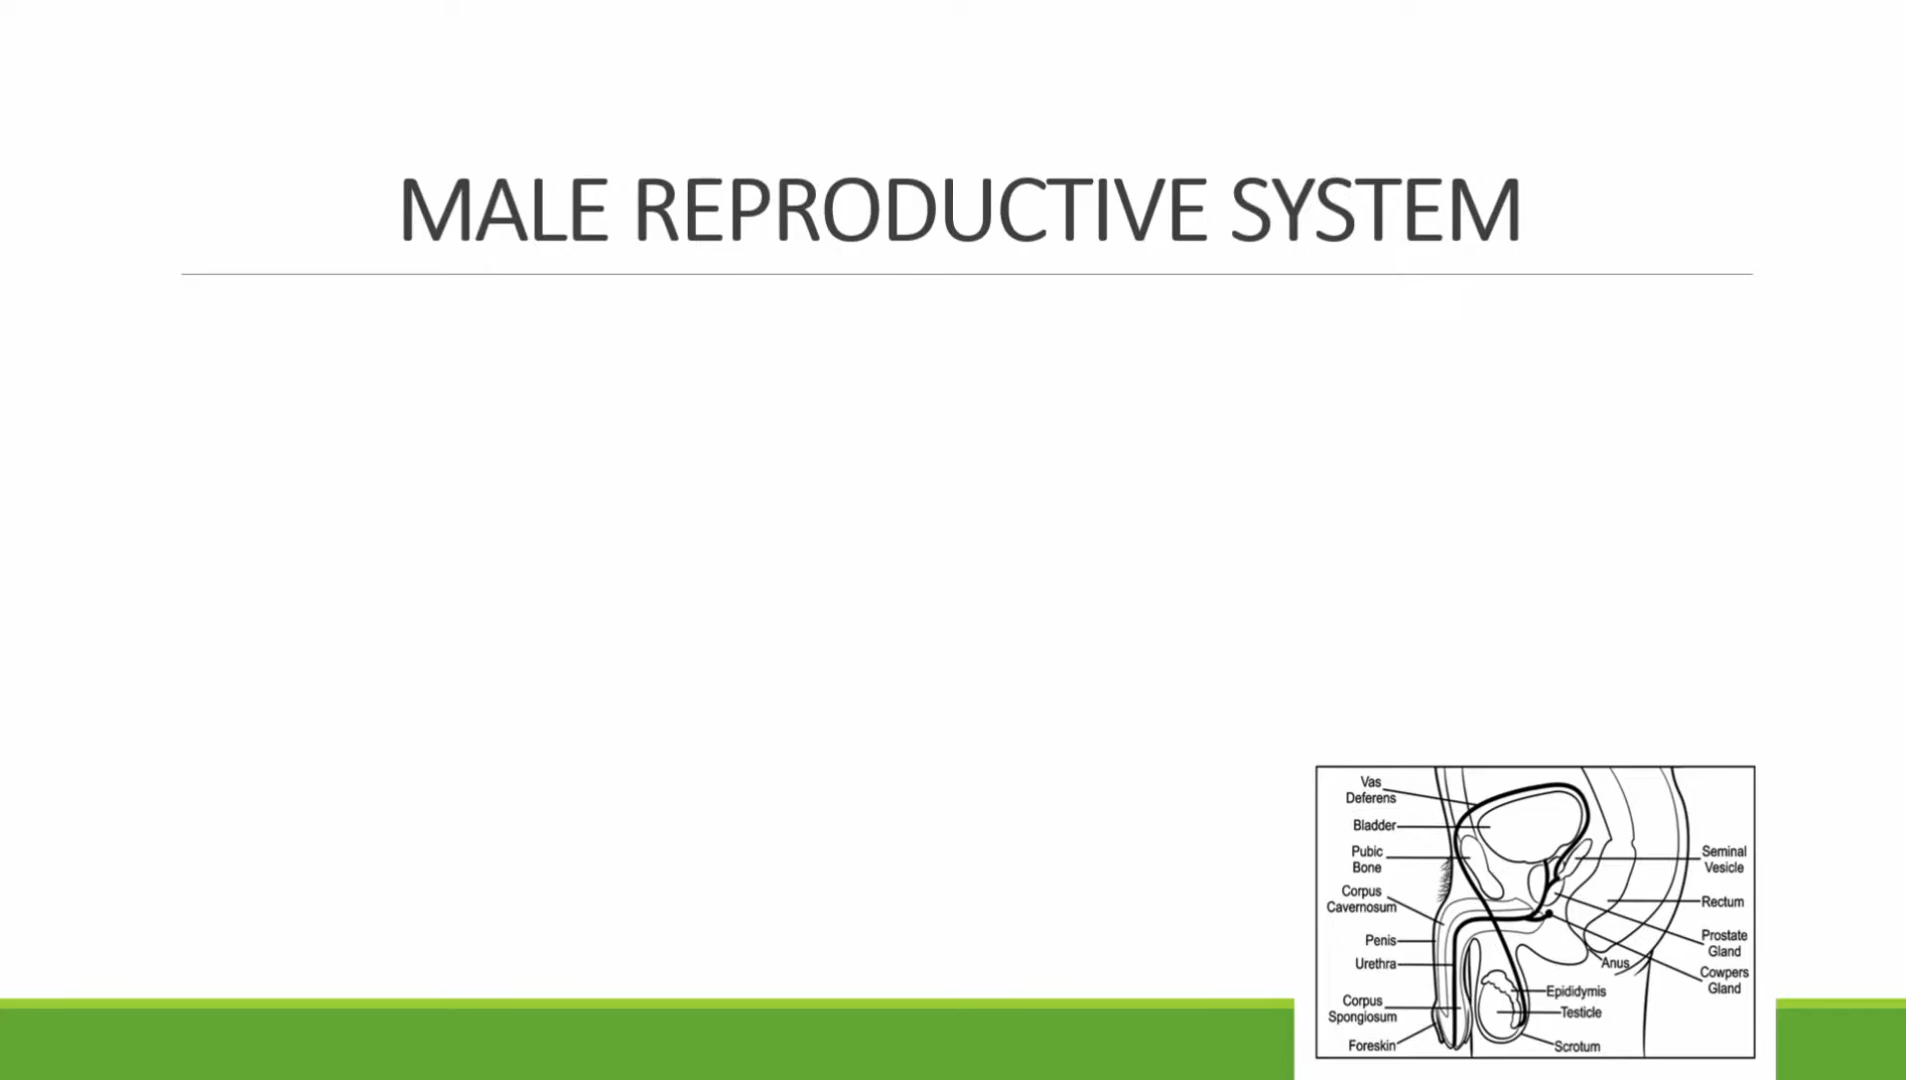 MALE REPRODUCTIVE SYSTEM
Vas
Deferens
Bladder
Pubic
Bone
Corpus
Cavernosum
Penis
Urethra
Corpus
Spongiosum
Foreskin
Seminal
Vesicle
Rectum
Prostate
Gland
Anus
Cowpers
Gland
Epididymis
Testicle
Scrotum